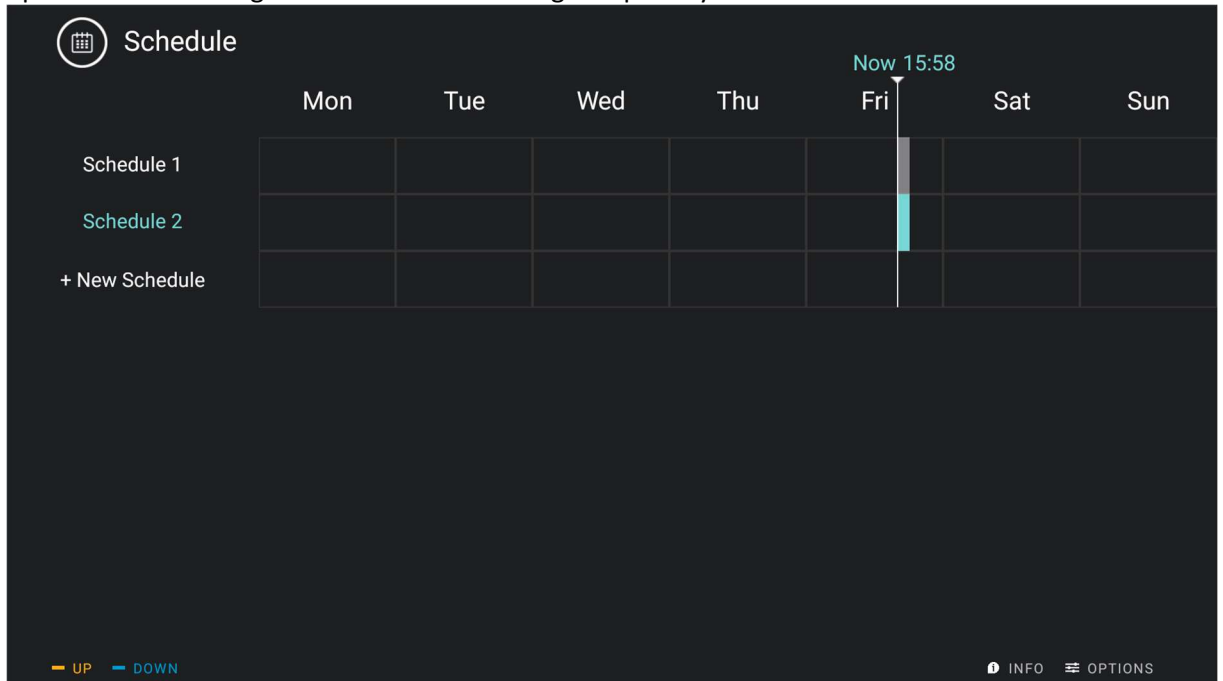 Schedule
Now 15:58
Mon Tue Wed Thu Fri Sat Sun
Schedule 1
Schedule 2
+ New Schedule
UP DOWN INFO OPTIONS